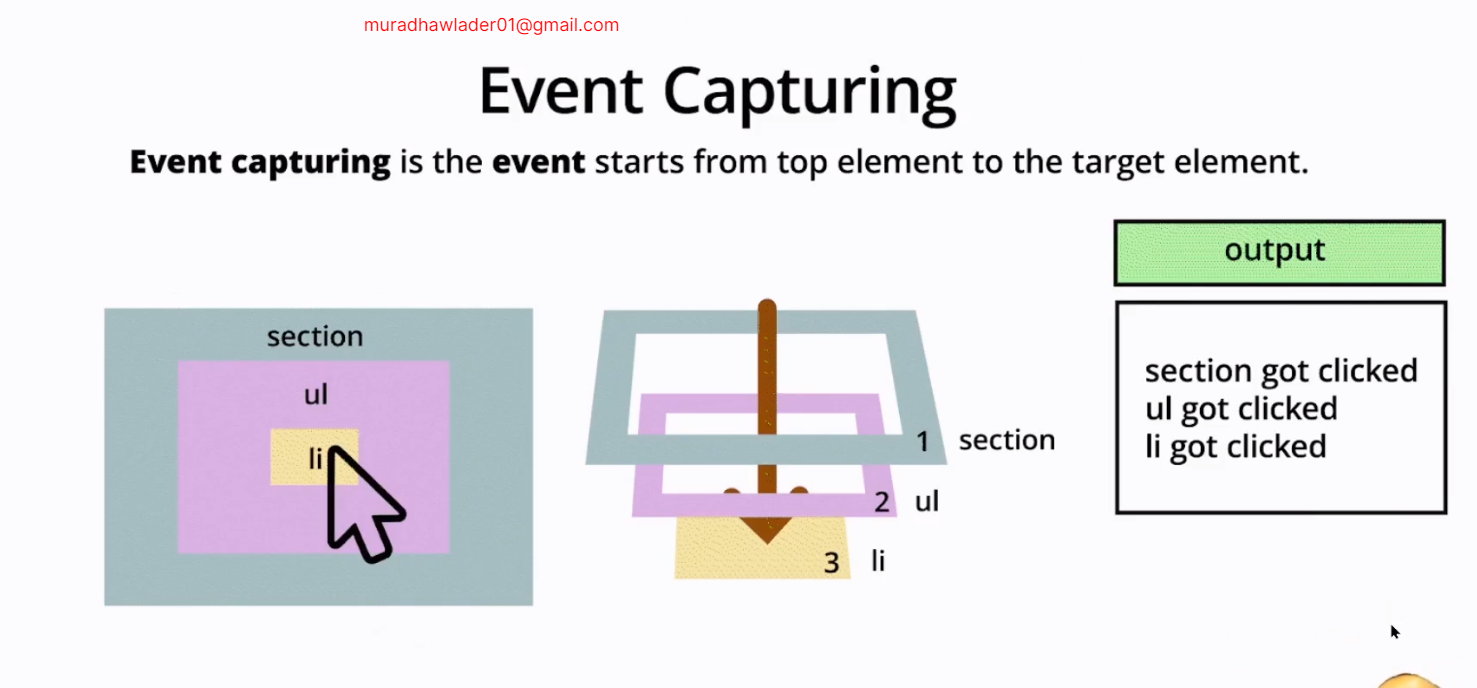 muradhawlader01@gmail.com
Event Capturing
Event capturing is the event starts from top element to the target element.
section
ul
li
1 section
2 ul
3 li
output
section got clicked
ul got clicked
li got clicked